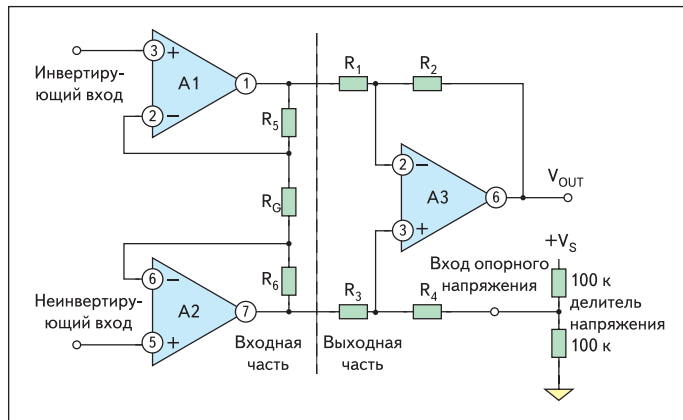 3
+
Инвертиру-
ющий вход
A1
1
2
−
R1
R2
R5
RG
2
−
A3
6
3
+
VOUT
+VS
6
−
Неинвертиру-
ющий вход
A2
7
5
+
R6
R3
R4
Вход опорного
напряжения
100 к
делитель
напряжения
100 к
Входная
часть
Выходная
часть